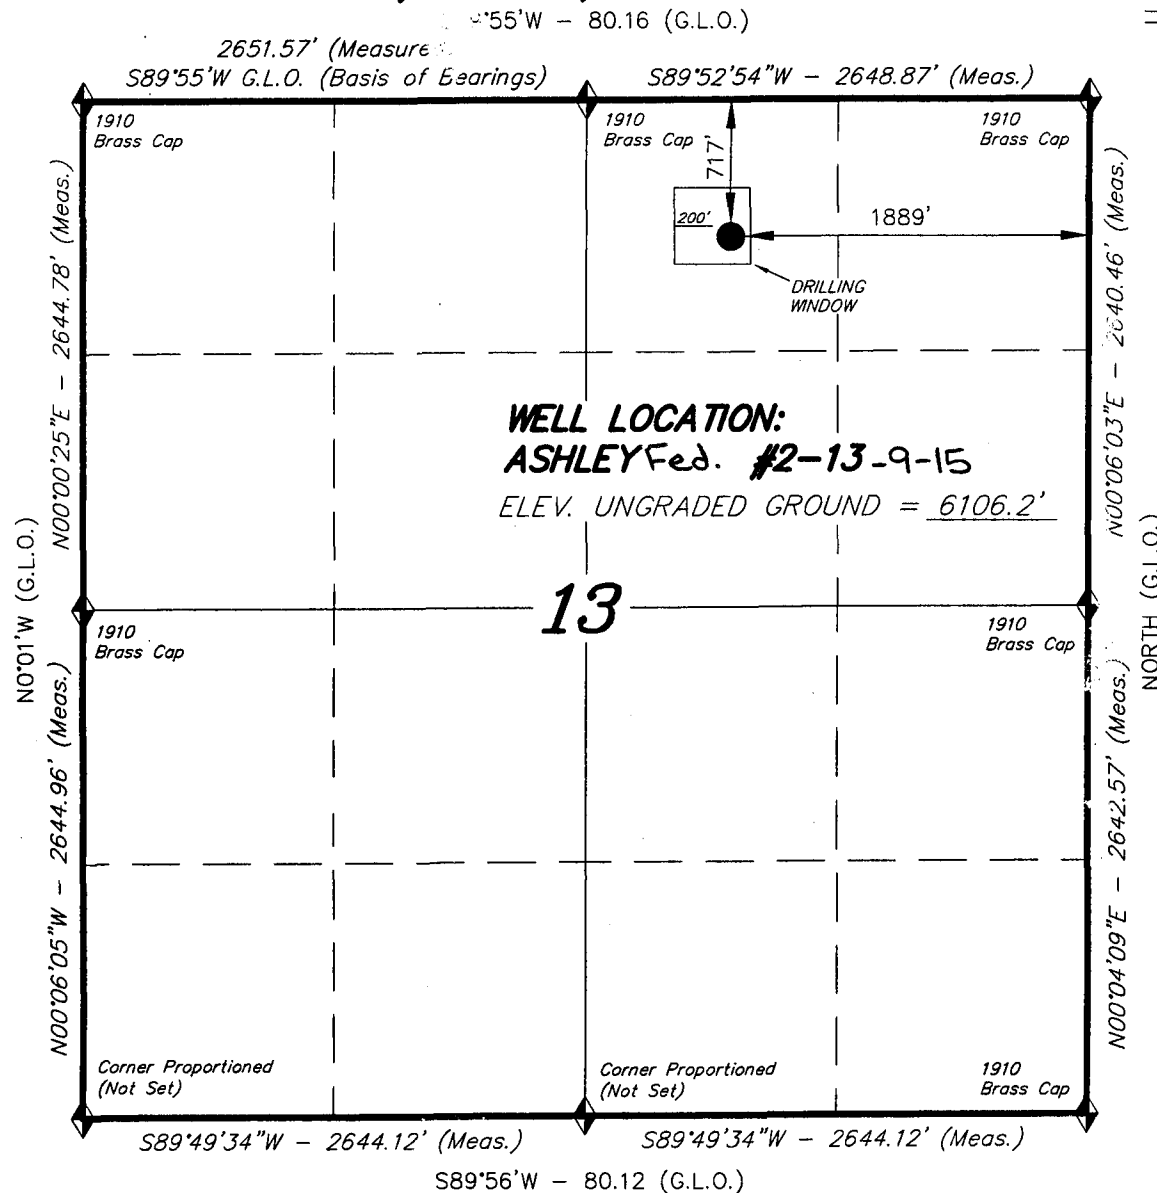 55'W – 80.16 (G.L.O.)
2651.57' (Measure
S89°55'W G.L.O. (Basis of Bearings)
S89°52'54"W – 2648.87' (Meas.)
1910
Brass Cap
1910
Brass Cap
1910
Brass Cap
717'
200'
1889'
DRILLING
WINDOW
N00°00'25"E – 2644.78' (Meas.)
N00°06'03"E – 2640.46' (Meas.)
WELL LOCATION:
ASHLEY Fed. #2–13-9-15
ELEV. UNGRADED GROUND = 6106.2'
N0°01'W (G.L.O.)
NORTH (G.L.O.)
13
1910
Brass Cap
1910
Brass Cap
N00°06'05"W – 2644.96' (Meas.)
N00°04'09"E – 2642.57' (Meas.)
Corner Proportioned
(Not Set)
Corner Proportioned
(Not Set)
1910
Brass Cap
S89°49'34"W – 2644.12' (Meas.)
S89°49'34"W – 2644.12' (Meas.)
S89°56'W – 80.12 (G.L.O.)